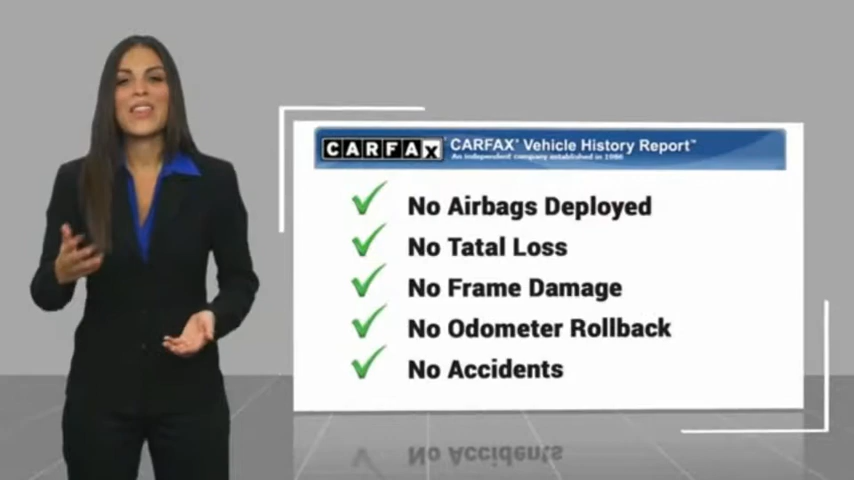 CARFAX CARFAX® Vehicle History Report™
An independent company established in 1986
No Airbags Deployed
No Tatal Loss
No Frame Damage
No Odometer Rollback
No Accidents
No Accidents